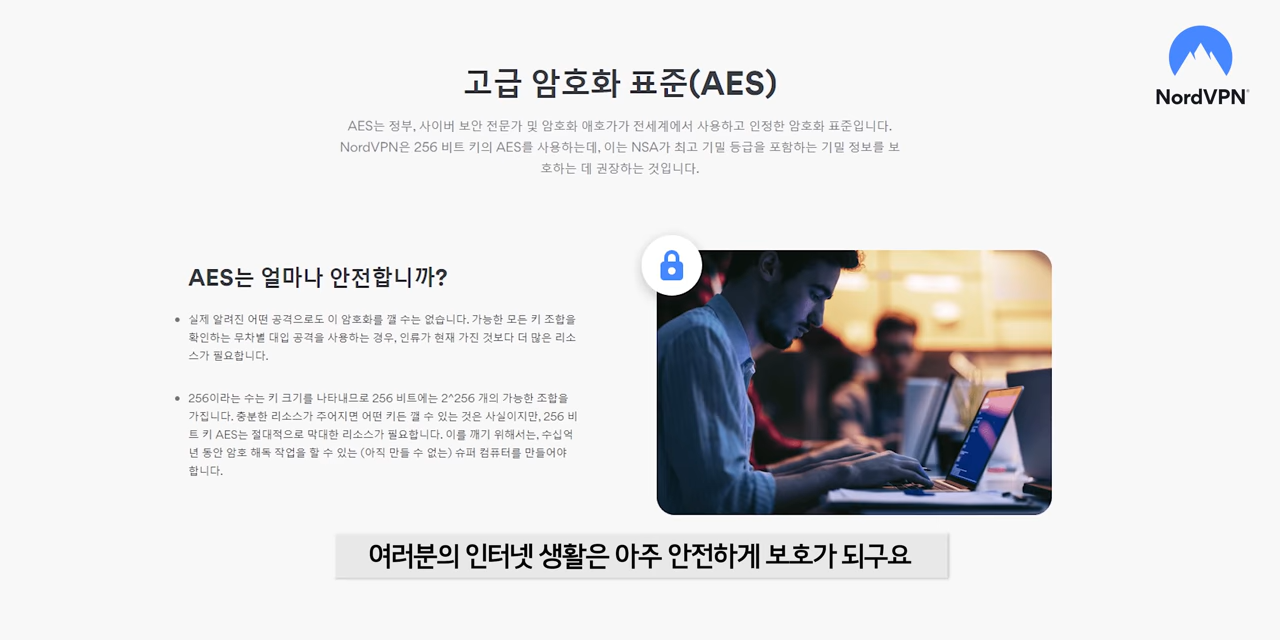 NordVPN®
고급 암호화 표준(AES)
AES는 정부, 사이버 보안 전문가 및 암호화 애호가가 전세계에서 사용하고 인정한 암호화 표준입니다.
NordVPN은 256 비트 키의 AES를 사용하는데, 이는 NSA가 최고 기밀 등급을 포함하는 기밀 정보를 보
호하는 데 권장하는 것입니다.
AES는 얼마나 안전합니까?
• 실제 알려진 어떤 공격으로도 이 암호화를 깰 수는 없습니다. 가능한 모든 키 조합을
확인하는 무차별 대입 공격을 사용하는 경우, 인류가 현재 가진 것보다 더 많은 리소
스가 필요합니다.
• 256이라는 수는 키 크기를 나타내므로 256 비트에는 2^256 개의 가능한 조합을
가집니다. 충분한 리소스가 주어지면 어떤 키든 깰 수 있는 것은 사실이지만, 256 비
트 키 AES는 절대적으로 막대한 리소스가 필요합니다. 이를 깨기 위해서는, 수십억
년 동안 암호 해독 작업을 할 수 있는 (아직 만들 수 없는) 슈퍼 컴퓨터를 만들어야
합니다.
여러분의 인터넷 생활은 아주 안전하게 보호가 되구요